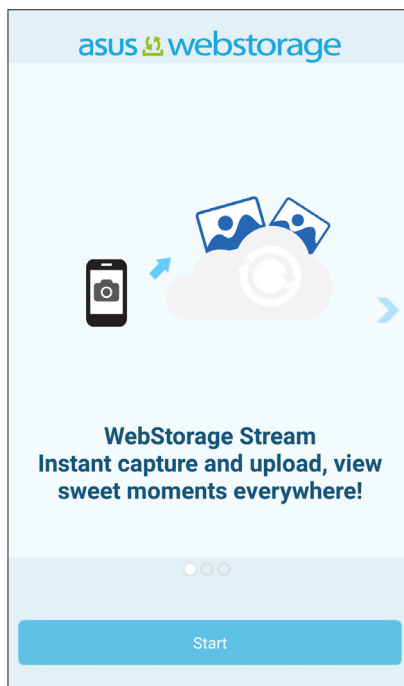 asus webstorage
WebStorage Stream
Instant capture and upload, view
sweet moments everywhere!
Start